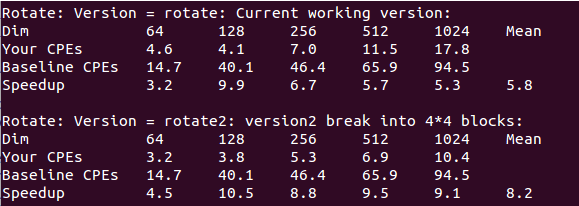 Rotate: Version = rotate: Current working version:
Dim 64 128 256 512 1024 Mean
Your CPEs 4.6 4.1 7.0 11.5 17.8
Baseline CPEs 14.7 40.1 46.4 65.9 94.5
Speedup 3.2 9.9 6.7 5.7 5.3 5.8
Rotate: Version = rotate2: version2 break into 4*4 blocks:
Dim 64 128 256 512 1024 Mean
Your CPEs 3.2 3.8 5.3 6.9 10.4
Baseline CPEs 14.7 40.1 46.4 65.9 94.5
Speedup 4.5 10.5 8.8 9.5 9.1 8.2